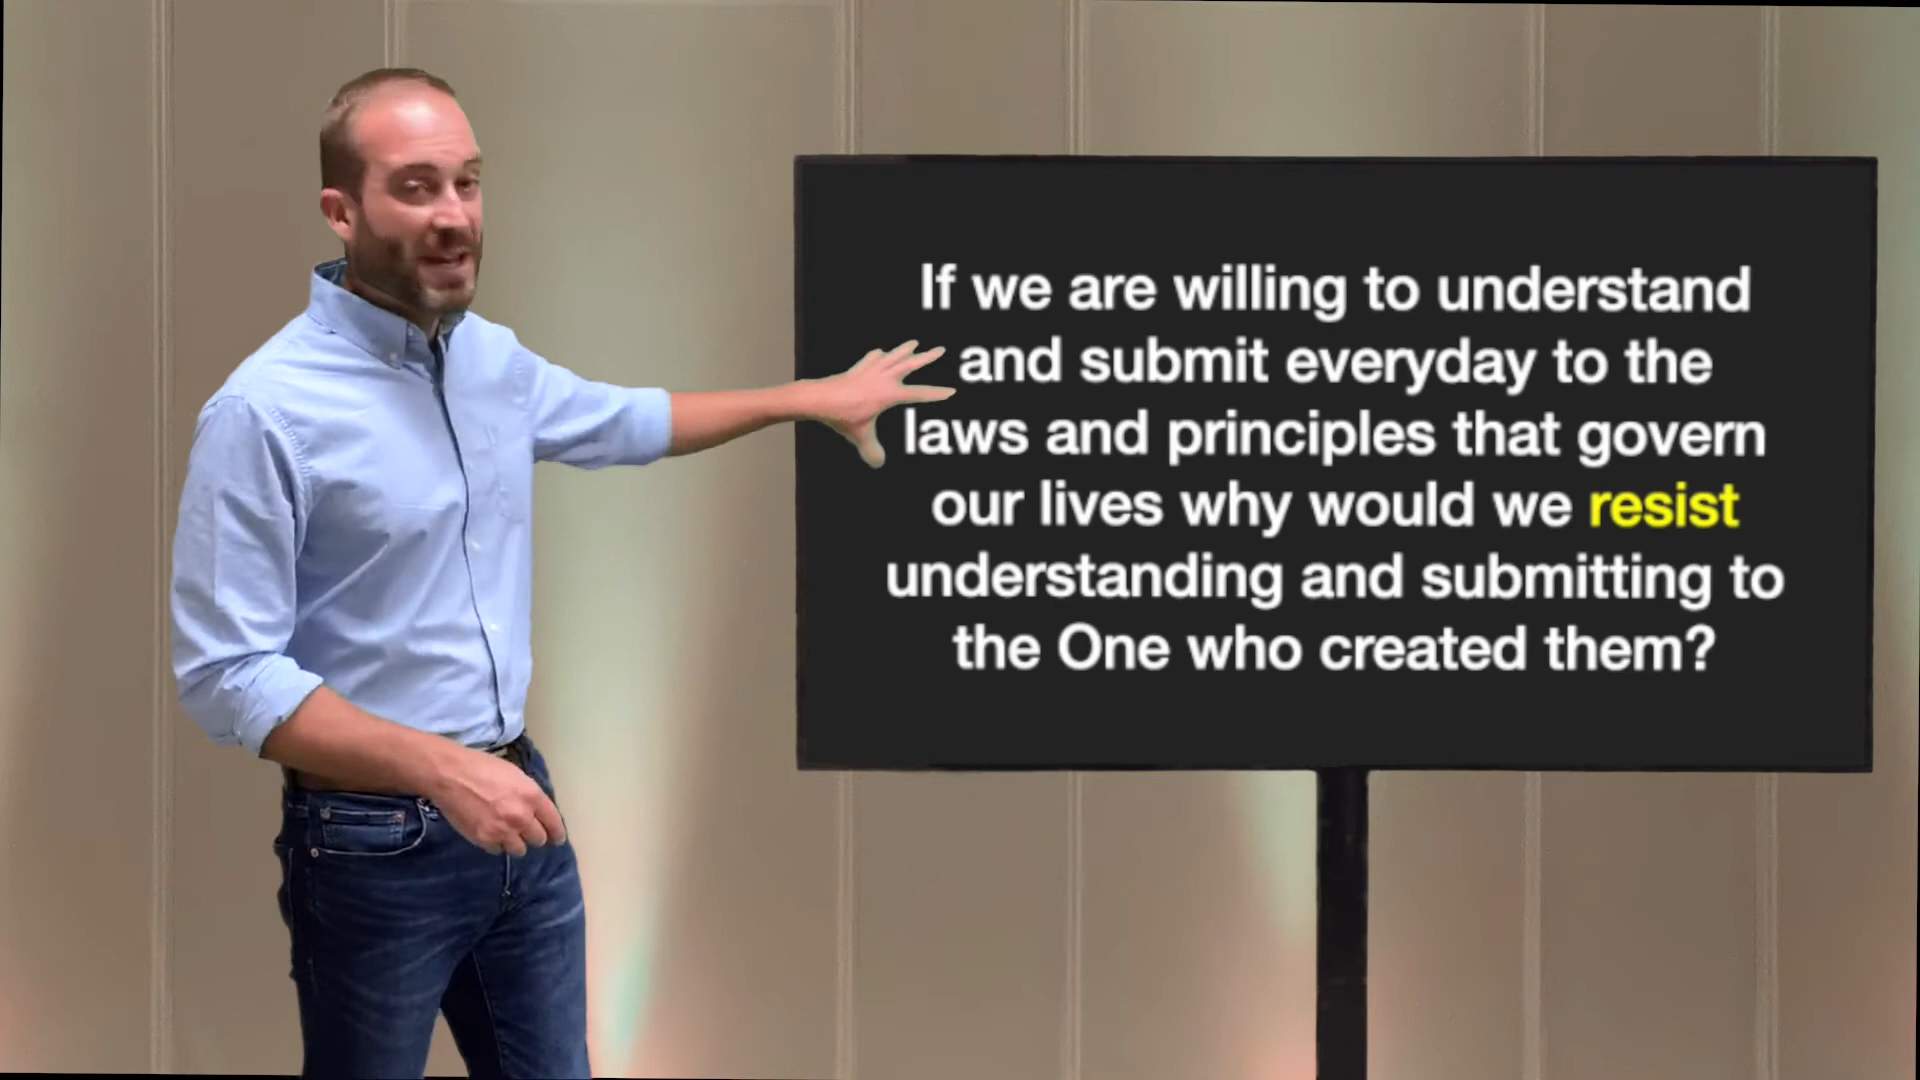 If we are willing to understand
and submit everyday to the
laws and principles that govern
our lives why would we resist
understanding and submitting to
the One who created them?